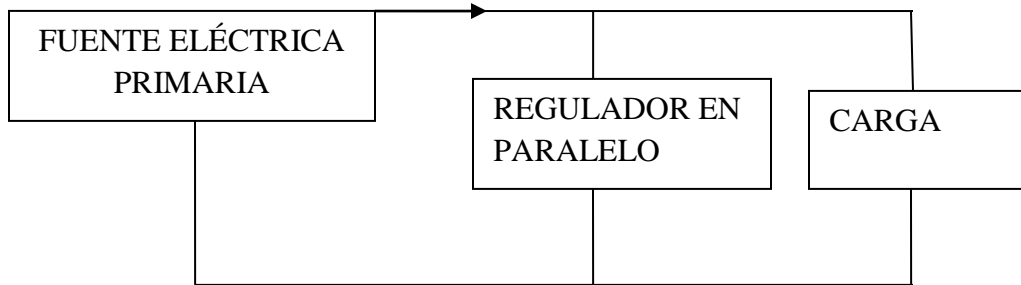 FUENTE ELÉCTRICA
PRIMARIA
REGULADOR EN
PARALELO
CARGA